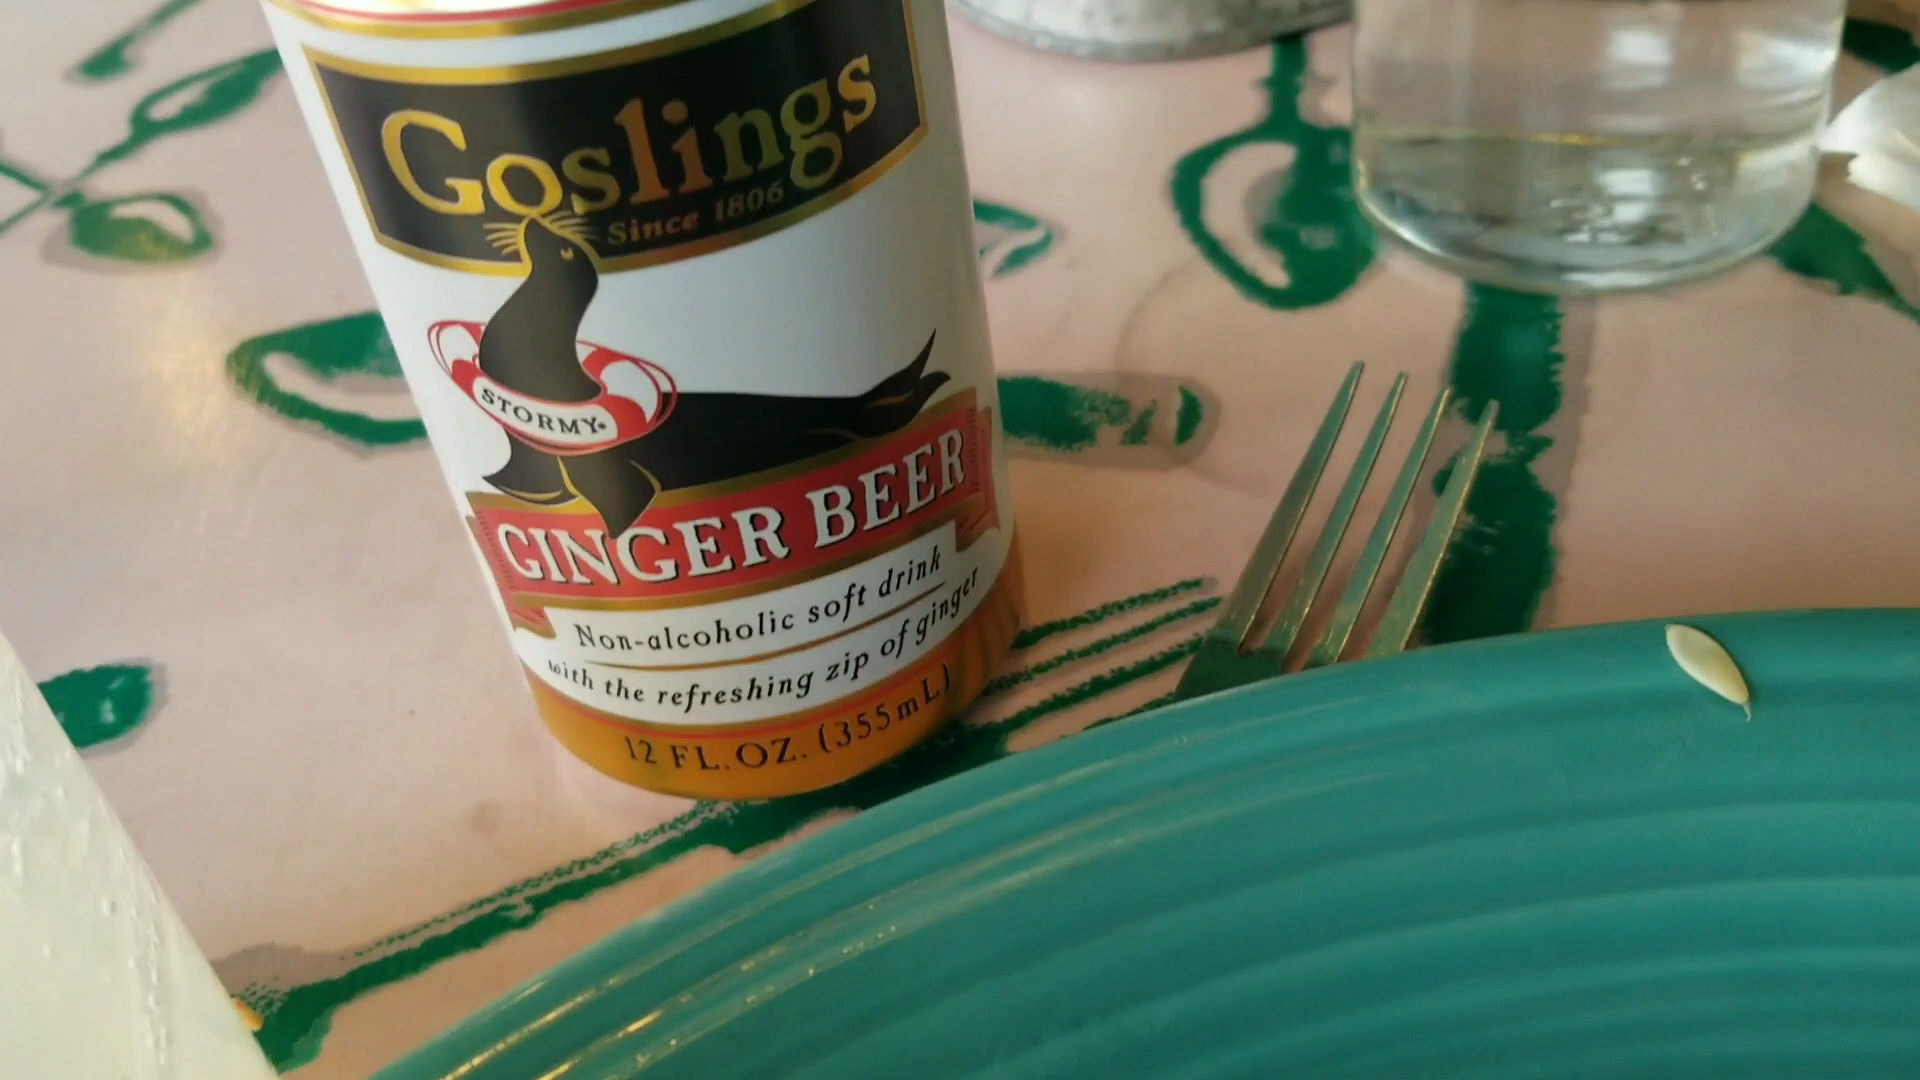 Goslings
Since 1806
STORMY
GINGER BEER
Non-alcoholic soft drink
with the refreshing zip of ginger
12 FL.OZ. (355mL)